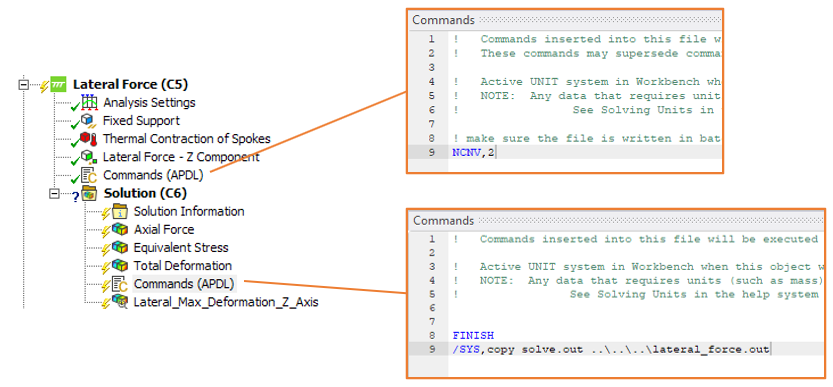 Lateral Force (C5)
Analysis Settings
Fixed Support
Thermal Contraction of Spokes
Lateral Force - Z Component
Commands (APDL)
Solution (C6)
Solution Information
Axial Force
Equivalent Stress
Total Deformation
Commands (APDL)
Lateral_Max_Deformation_Z_Axis
Commands
1 ! Commands inserted into this file w
2 ! These commands may supersede comma
3
4 ! Active UNIT system in Workbench wh
5 ! NOTE: Any data that requires unit
6 ! See Solving Units in
7
8 ! make sure the file is written in bat
9 NCNV,2
Commands
1 ! Commands inserted into this file will be executed
2
3 ! Active UNIT system in Workbench when this object w
4 ! NOTE: Any data that requires units (such as mass)
5 ! See Solving Units in the help system
6
7
8 FINISH
9 /SYS,copy solve.out ..\..\..\lateral_force.out